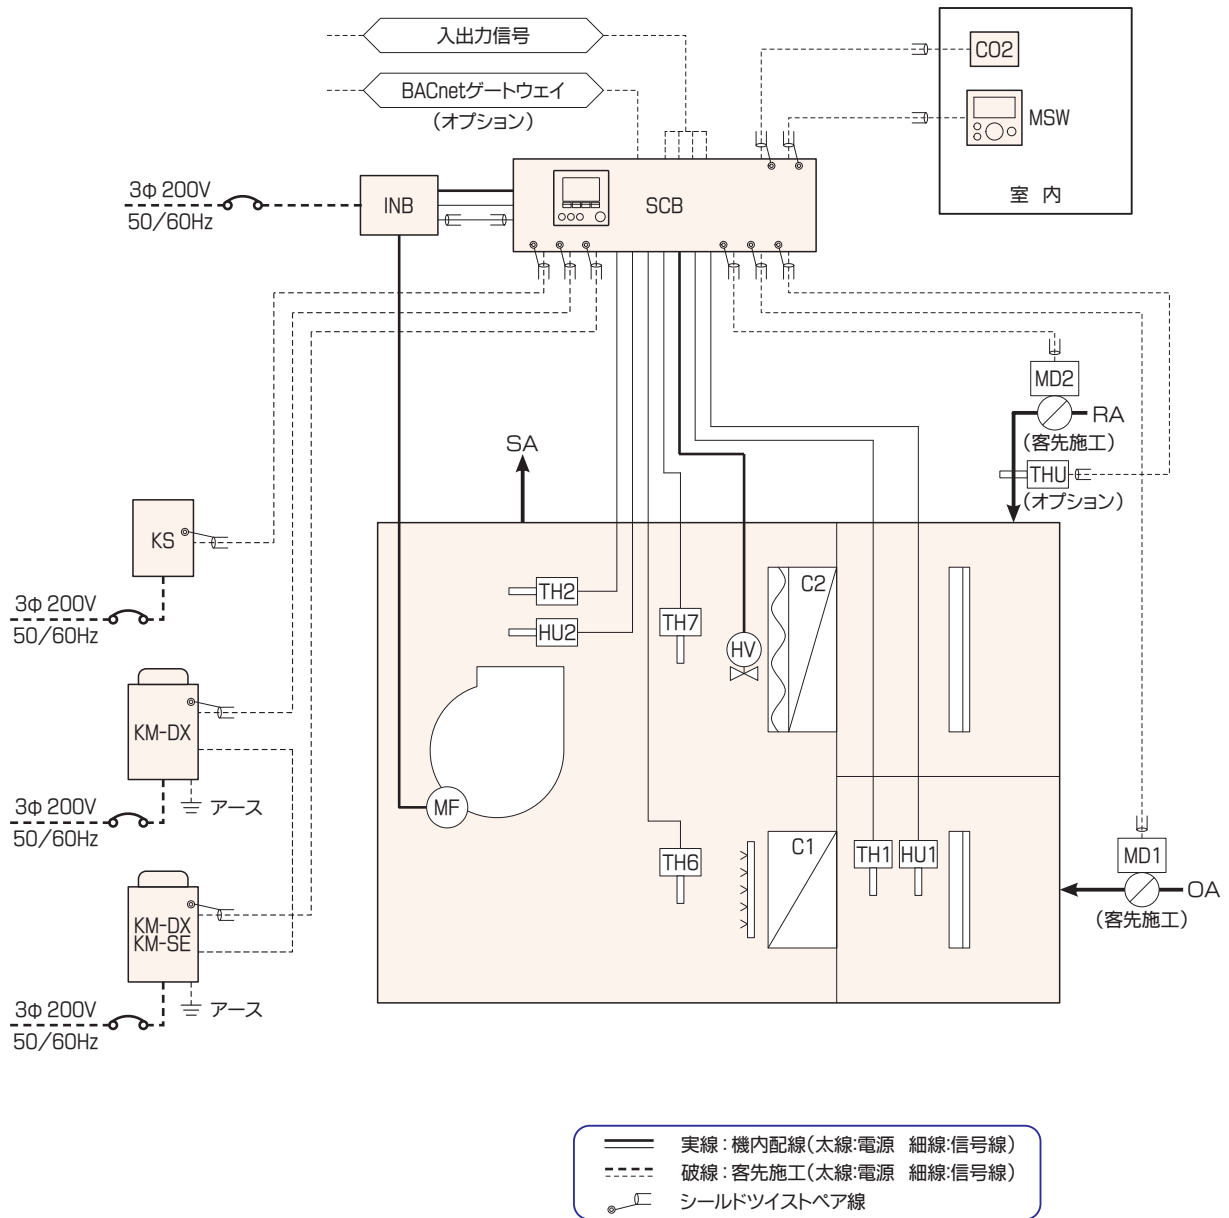 入出力信号
BACnetゲートウェイ
(オプション)
CO2
MSW
室 内
3φ 200V
50/60Hz
INB
SCB
MD2
RA
(客先施工)
THU
(オプション)
SA
KS
3φ 200V
50/60Hz
TH2
HU2
TH7
HV
C2
KM-DX
アース
3φ 200V
50/60Hz
MF
TH6
C1
TH1
HU1
MD1
OA
(客先施工)
KM-DX
KM-SE
アース
3φ 200V
50/60Hz
実線:機内配線(太線:電源 細線:信号線)
破線:客先施工(太線:電源 細線:信号線)
シールドツイストペア線